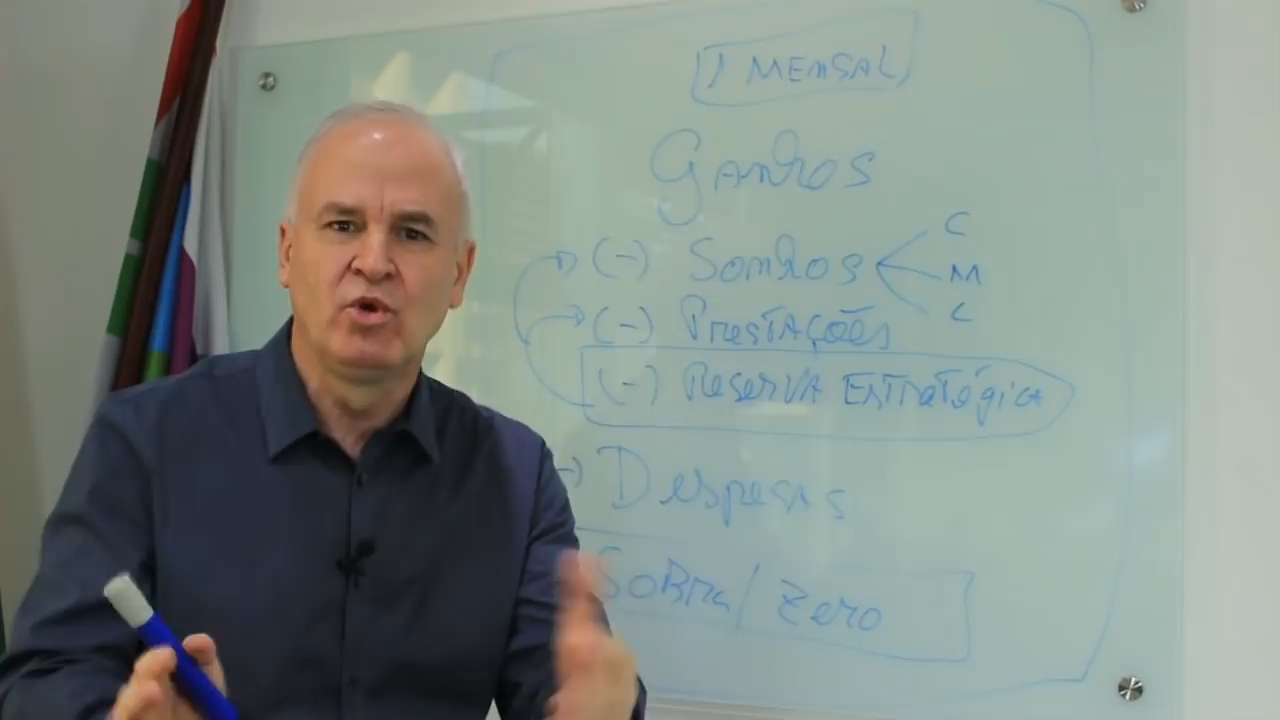 1 MENSAL
Ganhos
(-) Sonhos
C
M
L
(-) Prestações
(-) Reserva Estratégica
-) Despesas
Sobra / Zero